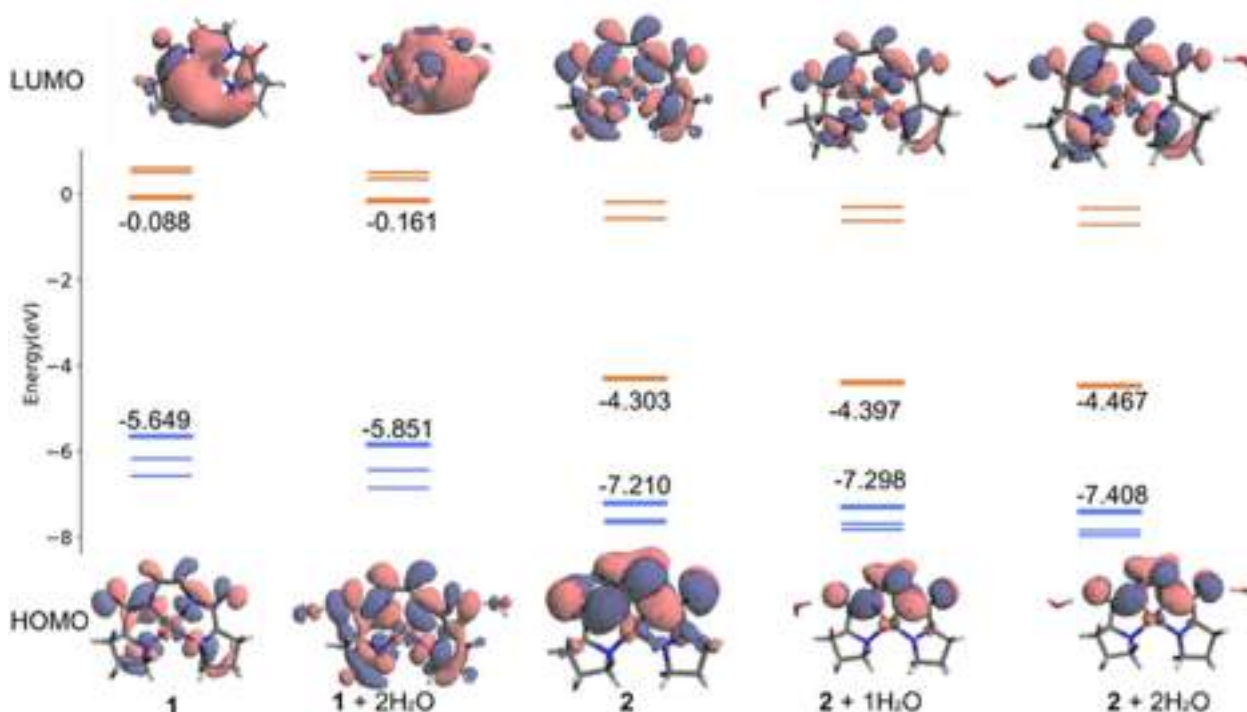 LUMO
0
-0.088
-0.161
−2
Energy(eV)
−4
-4.303
-4.397
-4.467
-5.649
-5.851
−6
-7.210
-7.298
-7.408
−8
HOMO
1
1 + 2H₂O
2
2 + 1H₂O
2 + 2H₂O